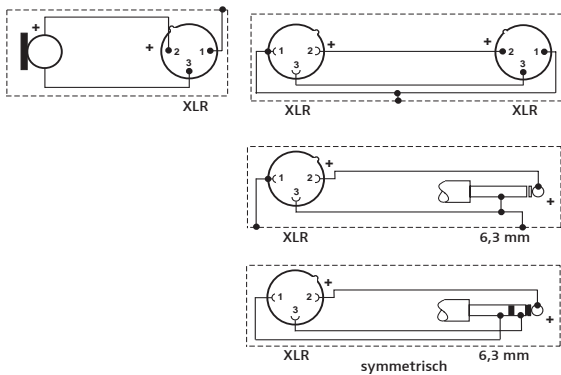 +
+ 2 1
3
XLR
1 2 + + 2 1
3 3
XLR XLR
1 2 +
3 +
XLR 6,3 mm
1 2 +
3 +
XLR 6,3 mm
symmetrisch